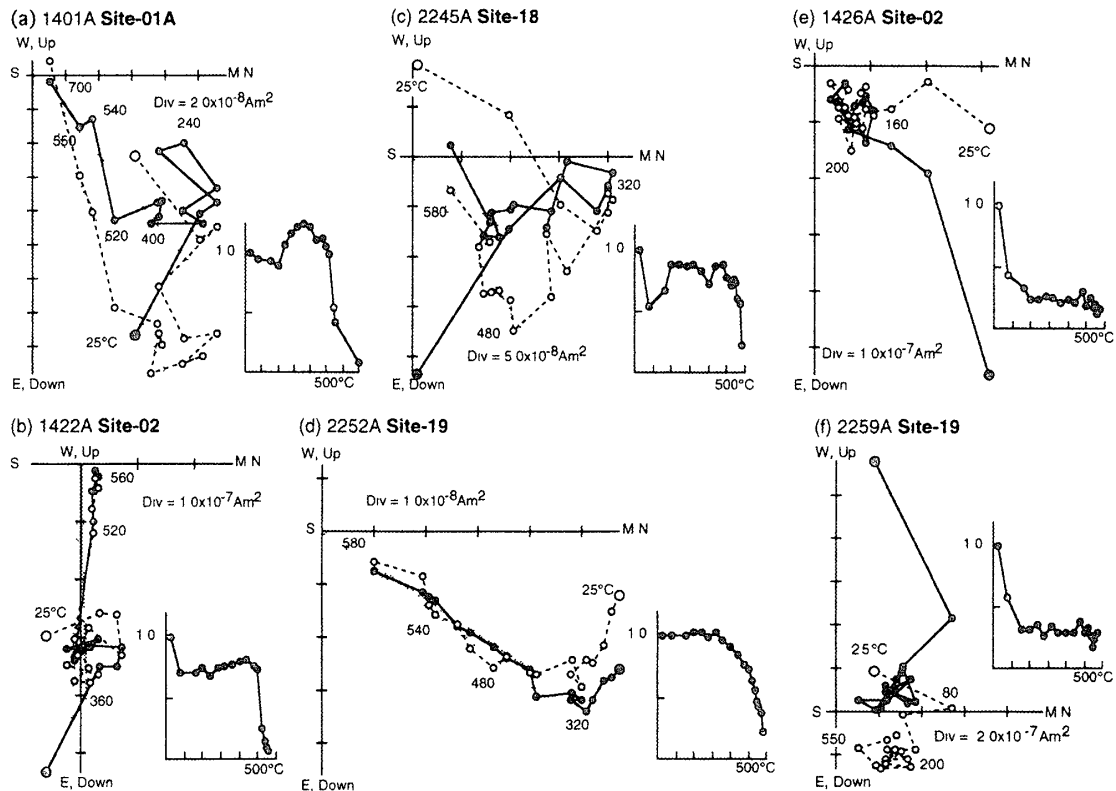 (a) 1401A Site-01A
W, Up
S
M N
700
540
Div = 2 0x10-8Am2
240
550
520
400
25°C
E, Down
1 0
500°C
(c) 2245A Site-18
W, Up
25°C
S
M N
320
580
480
Div = 5 0x10-8Am2
E, Down
1 0
500°C
(e) 1426A Site-02
W, Up
S
M N
160
25°C
200
Div = 1 0x10-7Am2
E, Down
1 0
500°C
(b) 1422A Site-02
W, Up
S
M N
560
Div = 1 0x10-7Am2
520
25°C
360
E, Down
1 0
500°C
(d) 2252A Site-19
W, Up
Div = 1 0x10-8Am2
S
M N
580
25°C
540
480
320
E, Down
1 0
500°C
(f) 2259A Site-19
W, Up
25°C
80
S
M N
550
Div = 2 0x10-7Am2
200
E, Down
1 0
500°C